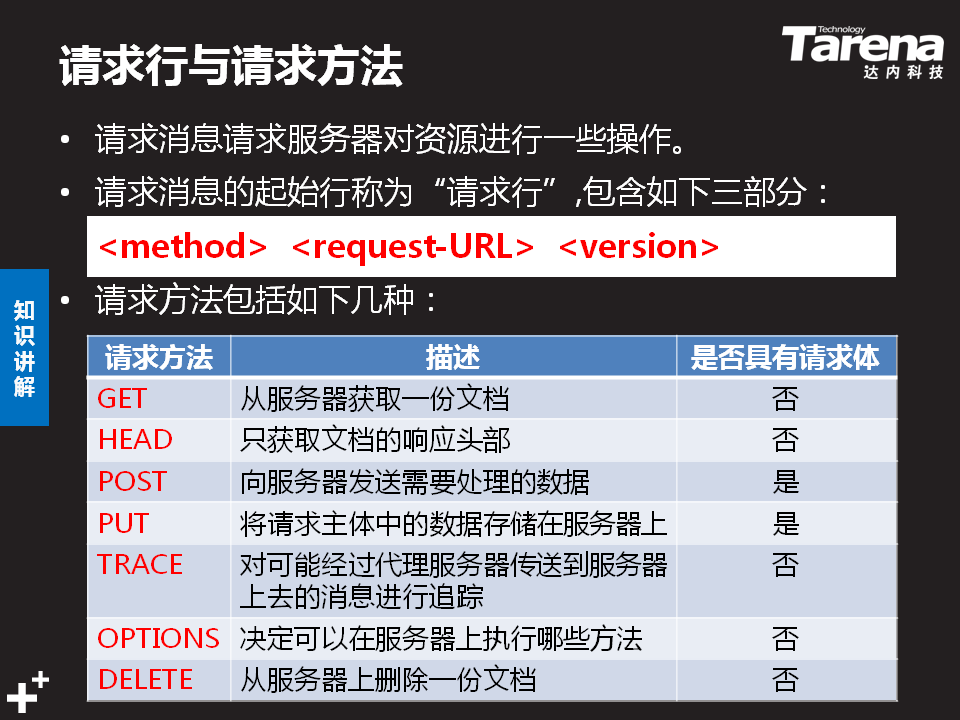 请求行与请求方法
Technology
Tarena
达内科技
• 请求消息请求服务器对资源进行一些操作。
• 请求消息的起始行称为“请求行”,包含如下三部分：
<method> <request-URL> <version>
• 请求方法包括如下几种：
知识讲解
请求方法 描述 是否具有请求体
GET 从服务器获取一份文档 否
HEAD 只获取文档的响应头部 否
POST 向服务器发送需要处理的数据 是
PUT 将请求主体中的数据存储在服务器上 是
TRACE 对可能经过代理服务器传送到服务器 否
上去的消息进行追踪
OPTIONS 决定可以在服务器上执行哪些方法 否
DELETE 从服务器上删除一份文档 否